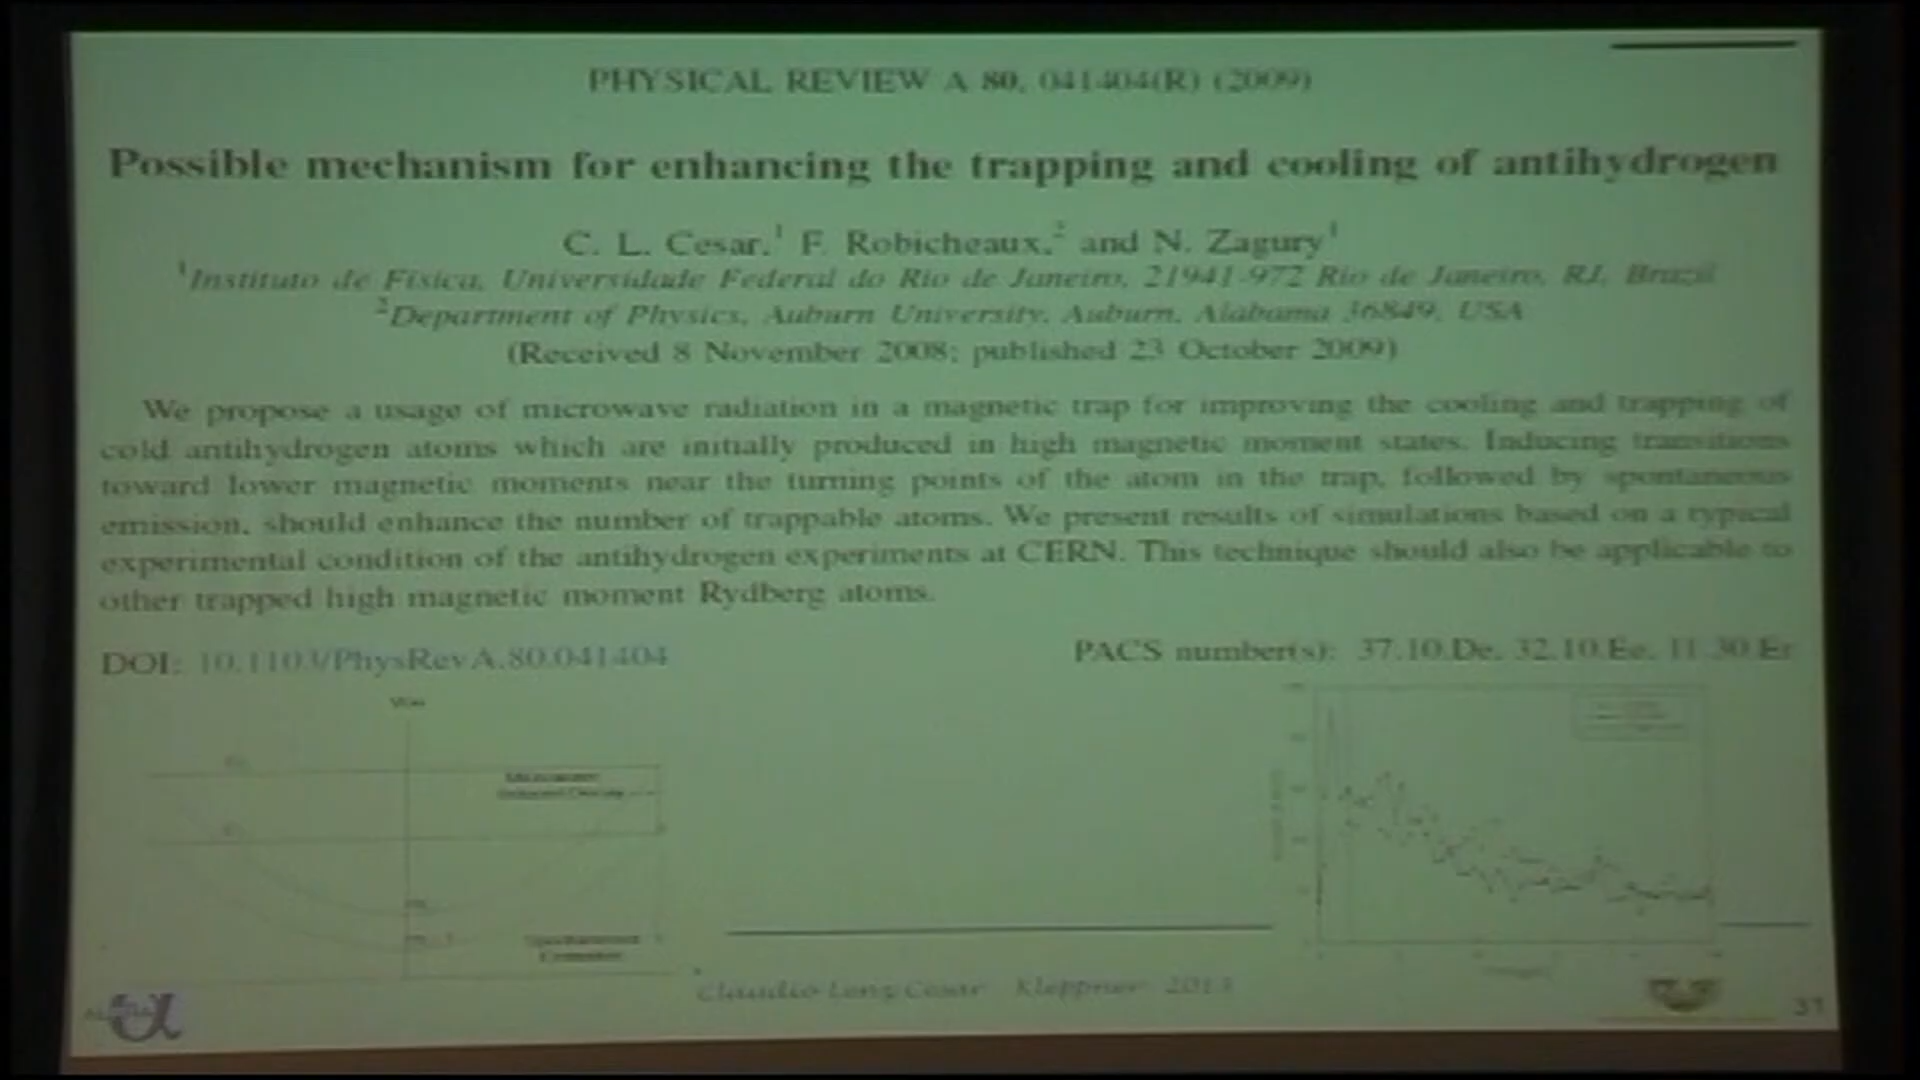 PHYSICAL REVIEW A 80, 041404(R) (2009)
Possible mechanism for enhancing the trapping and cooling of antihydrogen
C. L. Cesar,¹ F. Robicheaux,² and N. Zagury¹
¹Instituto de Física, Universidade Federal do Rio de Janeiro, 21941-972 Rio de Janeiro, RJ, Brazil
²Department of Physics, Auburn University, Auburn, Alabama 36849, USA
(Received 8 November 2008; published 23 October 2009)
We propose a usage of microwave radiation in a magnetic trap for improving the cooling and trapping of
cold antihydrogen atoms which are initially produced in high magnetic moment states. Inducing transitions
toward lower magnetic moments near the turning points of the atom in the trap, followed by spontaneous
emission, should enhance the number of trappable atoms. We present results of simulations based on a typical
experimental condition of the antihydrogen experiments at CERN. This technique should also be applicable to
other trapped high magnetic moment Rydberg atoms.
DOI: 10.1103/PhysRevA.80.041404
PACS number(s): 37.10.De, 32.10.Ee, 11.30.Er
Spontaneous
Emission
Claudio Lenz Cesar Kleppner 2013